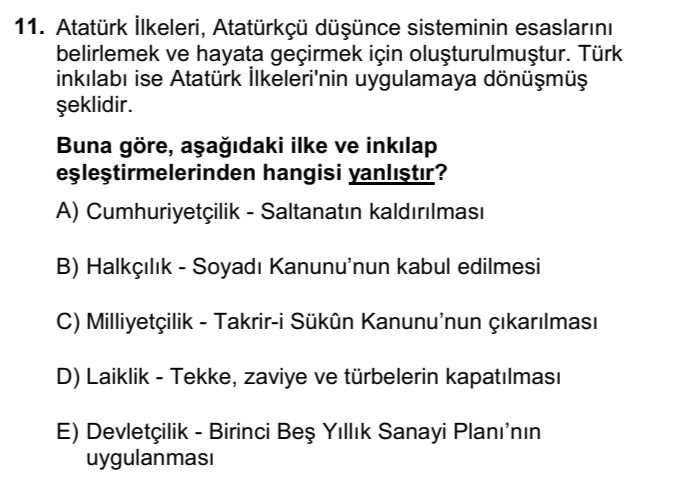 11. Atatürk İlkeleri, Atatürkçü düşünce sisteminin esaslarını
belirlemek ve hayata geçirmek için oluşturulmuştur. Türk
inkılabı ise Atatürk İlkeleri'nin uygulamaya dönüşmüş
şeklidir.
Buna göre, aşağıdaki ilke ve inkılap
eşleştirmelerinden hangisi yanlıştır?
A) Cumhuriyetçilik - Saltanatın kaldırılması
B) Halkçılık - Soyadı Kanunu’nun kabul edilmesi
C) Milliyetçilik - Takrir-i Sükûn Kanunu’nun çıkarılması
D) Laiklik - Tekke, zaviye ve türbelerin kapatılması
E) Devletçilik - Birinci Beş Yıllık Sanayi Planı’nın
uygulanması